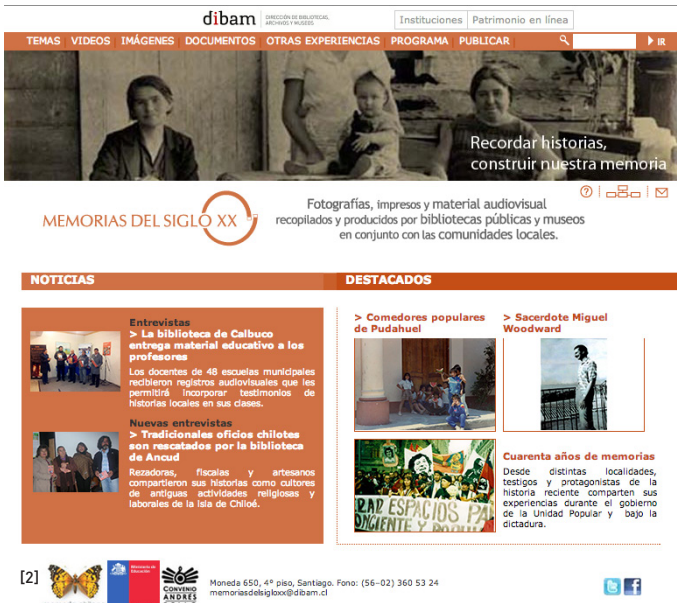 dibam
DIRECCIÓN DE BIBLIOTECAS,
ARCHIVOS Y MUSEOS
Instituciones
Patrimonio en línea
TEMAS VIDEOS IMÁGENES DOCUMENTOS OTRAS EXPERIENCIAS PROGRAMA PUBLICAR
IR
Recordar historias,
construir nuestra memoria
MEMORIAS DEL SIGLO XX
Fotografías, impresos y material audiovisual
recopilados y producidos por bibliotecas públicas y museos
en conjunto con las comunidades locales.
NOTICIAS
Entrevistas
> La biblioteca de Calbuco
entrega material educativo a los
profesores
Los docentes de 48 escuelas municipales
recibieron registros audiovisuales que les
permitirá incorporar testimonios de
historias locales en sus clases.
Nuevas entrevistas
> Tradicionales oficios chilotes
son rescatados por la biblioteca
de Ancud
Rezadoras, fiscalas y artesanos
compartieron sus historias como cultores
de antiguas actividades religiosas y
laborales de la Isla de Chiloé.
DESTACADOS
> Comedores populares
de Pudahuel
> Sacerdote Miguel
Woodward
RAR ESPACIOS PA
ONCIENTE Y
Cuarenta años de memorias
Desde distintas localidades,
testigos y protagonistas de la
historia reciente comparten sus
experiencias durante el gobierno
de la Unidad Popular y bajo la
dictadura.
[2]
Ministerio de
Educación
CONVENIO
ANDRÉS
Moneda 650, 4º piso, Santiago. Fono: (56-02) 360 53 24
memoriasdelsigloxx@dibam.cl